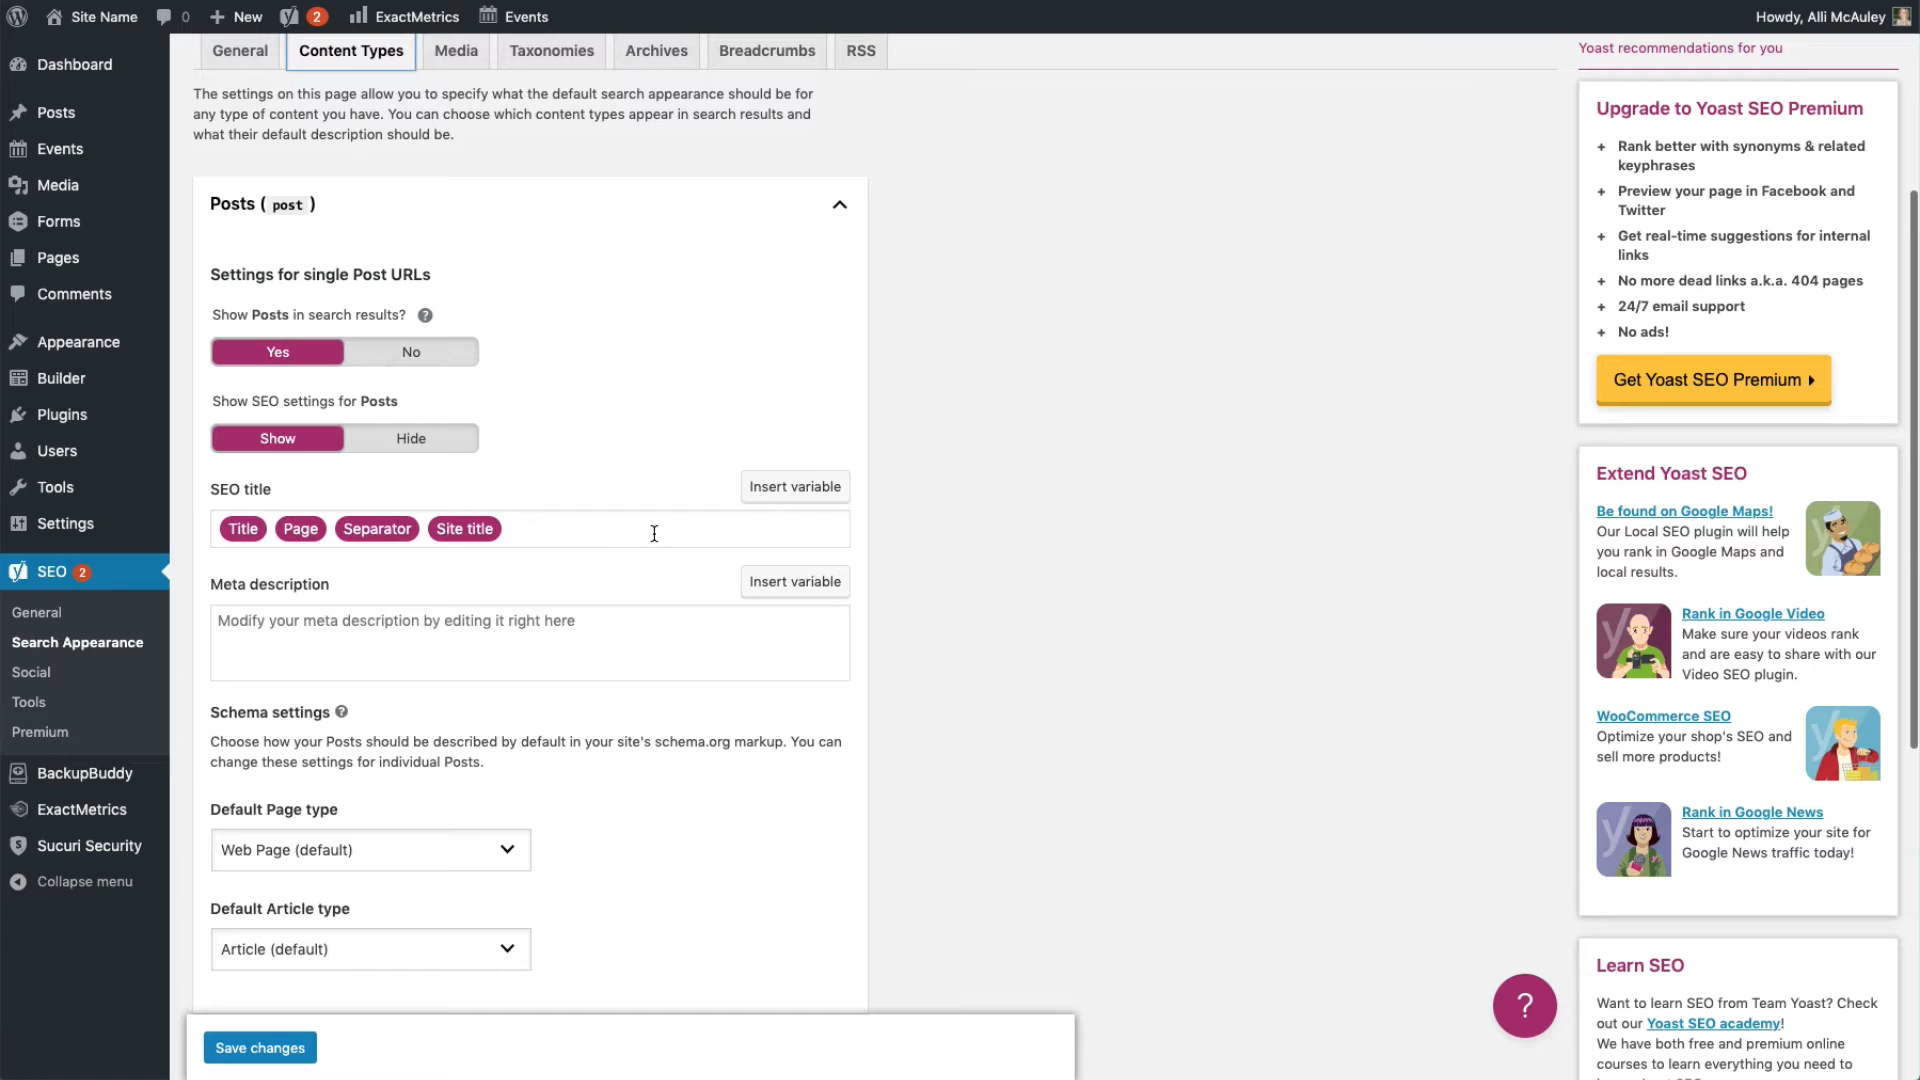 Site Name
0
New
2
ExactMetrics
Events
Howdy, Alli McAuley
Dashboard
Posts
Events
Media
Forms
Pages
Comments
Appearance
Builder
Plugins
Users
Tools
Settings
SEO 2
General
Search Appearance
Social
Tools
Premium
BackupBuddy
ExactMetrics
Sucuri Security
Collapse menu
General
Content Types
Media
Taxonomies
Archives
Breadcrumbs
RSS
The settings on this page allow you to specify what the default search appearance should be for
any type of content you have. You can choose which content types appear in search results and
what their default description should be.
Posts ( post )
Settings for single Post URLs
Show Posts in search results? ?
Yes
No
Show SEO settings for Posts
Show
Hide
SEO title
Insert variable
Title
Page
Separator
Site title
Meta description
Insert variable
Modify your meta description by editing it right here
Schema settings ?
Choose how your Posts should be described by default in your site's schema.org markup. You can
change these settings for individual Posts.
Default Page type
Web Page (default)
Default Article type
Article (default)
Save changes
?
Yoast recommendations for you
Upgrade to Yoast SEO Premium
+ Rank better with synonyms & related
keyphrases
+ Preview your page in Facebook and
Twitter
+ Get real-time suggestions for internal
links
+ No more dead links a.k.a. 404 pages
+ 24/7 email support
+ No ads!
Get Yoast SEO Premium
Extend Yoast SEO
Be found on Google Maps!
Our Local SEO plugin will help
you rank in Google Maps and
local results.
Rank in Google Video
Make sure your videos rank
and are easy to share with our
Video SEO plugin.
WooCommerce SEO
Optimize your shop's SEO and
sell more products!
Rank in Google News
Start to optimize your site for
Google News traffic today!
Learn SEO
Want to learn SEO from Team Yoast? Check
out our Yoast SEO academy!
We have both free and premium online
courses to learn everything you need to